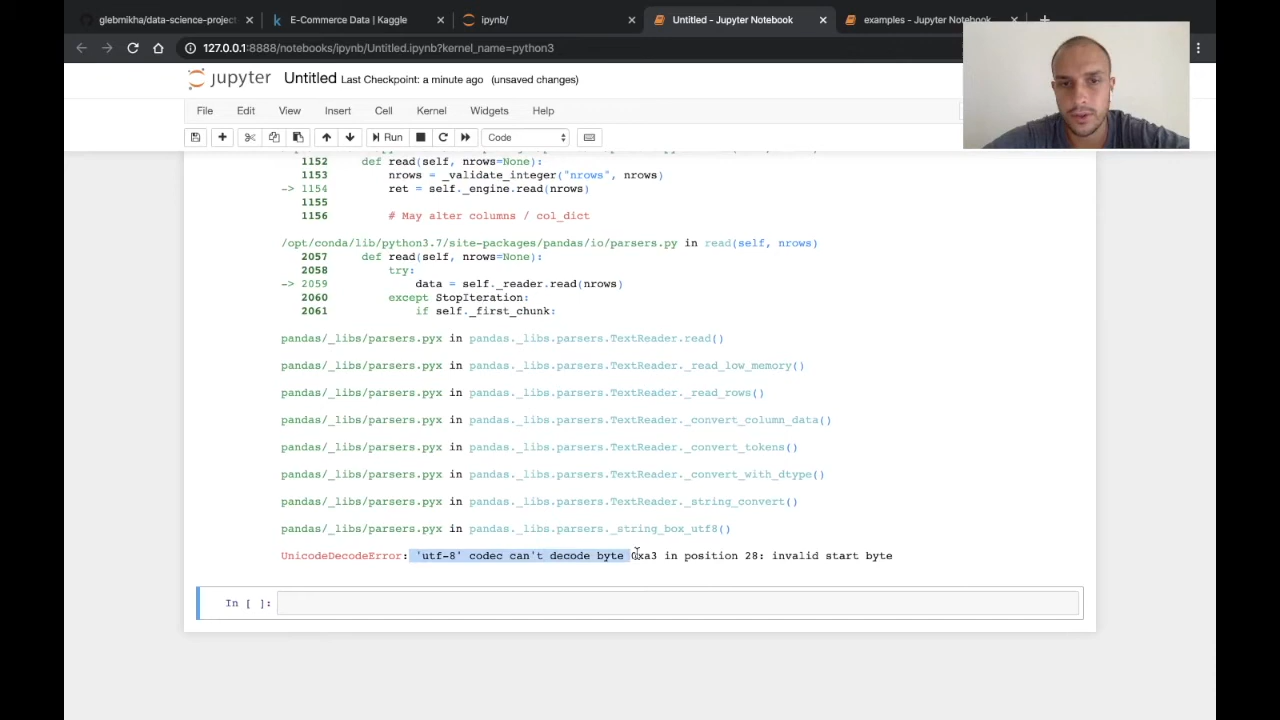 glebmikha/data-science-project
E-Commerce Data | Kaggle
ipynb/
Untitled - Jupyter Notebook
examples - Jupyter Notebook
127.0.0.1:8888/notebooks/ipynb/Untitled.ipynb?kernel_name=python3
jupyter Untitled Last Checkpoint: a minute ago (unsaved changes)
File Edit View Insert Cell Kernel Widgets Help
Run Code
1152 def read(self, nrows=None):
1153 nrows = _validate_integer("nrows", nrows)
-> 1154 ret = self._engine.read(nrows)
1155
1156 # May alter columns / col_dict
/opt/conda/lib/python3.7/site-packages/pandas/io/parsers.py in read(self, nrows)
2057 def read(self, nrows=None):
2058 try:
-> 2059 data = self._reader.read(nrows)
2060 except StopIteration:
2061 if self._first_chunk:
pandas/_libs/parsers.pyx in pandas._libs.parsers.TextReader.read()
pandas/_libs/parsers.pyx in pandas._libs.parsers.TextReader._read_low_memory()
pandas/_libs/parsers.pyx in pandas._libs.parsers.TextReader._read_rows()
pandas/_libs/parsers.pyx in pandas._libs.parsers.TextReader._convert_column_data()
pandas/_libs/parsers.pyx in pandas._libs.parsers.TextReader._convert_tokens()
pandas/_libs/parsers.pyx in pandas._libs.parsers.TextReader._convert_with_dtype()
pandas/_libs/parsers.pyx in pandas._libs.parsers.TextReader._string_convert()
pandas/_libs/parsers.pyx in pandas._libs.parsers._string_box_utf8()
UnicodeDecodeError: 'utf-8' codec can't decode byte 0xa3 in position 28: invalid start byte
In [ ]: